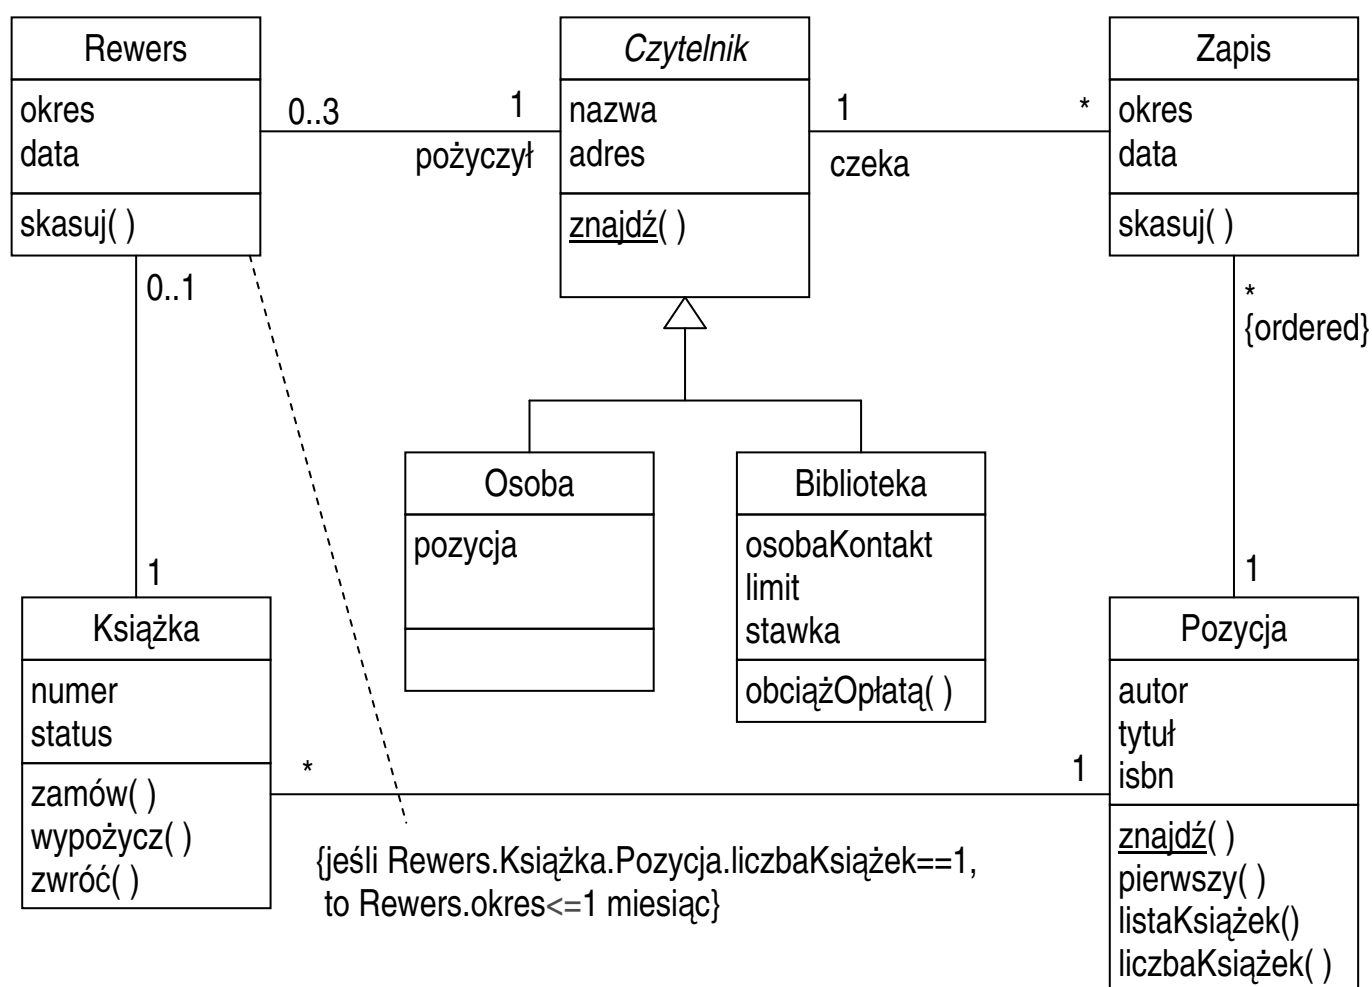 Rewers
okres
data
skasuj( )
0..3
1
pożyczył
Czytelnik
nazwa
adres
znajdź( )
1
*
czeka
Zapis
okres
data
skasuj( )
0..1
*
{ordered}
Osoba
pozycja
Biblioteka
osobaKontakt
limit
stawka
obciążOpłatą( )
1
Książka
numer
status
zamów( )
wypożycz( )
zwróć( )
*
1
1
Pozycja
autor
tytuł
isbn
znajdź( )
pierwszy( )
listaKsiążek()
liczbaKsiążek( )
{jeśli Rewers.Książka.Pozycja.liczbaKsiążek==1,
to Rewers.okres<=1 miesiąc}